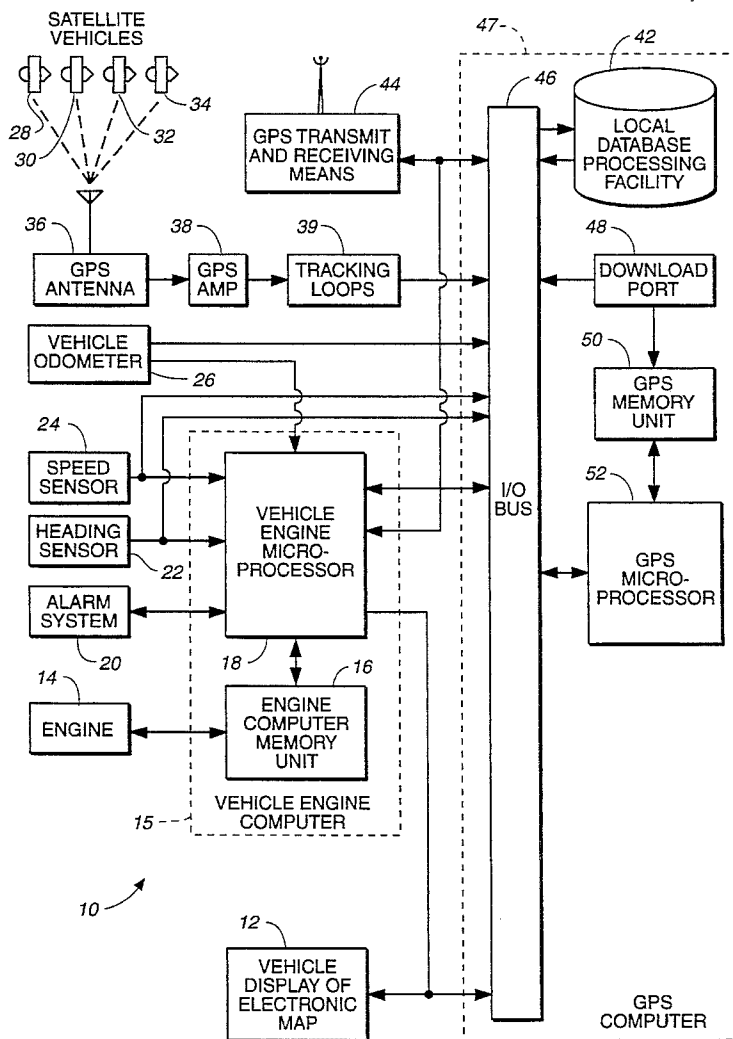 SATELLITE
VEHICLES
28
30
32
34
44
GPS TRANSMIT
AND RECEIVING
MEANS
47
46
42
LOCAL
DATABASE
PROCESSING
FACILITY
36
GPS
ANTENNA
38
GPS
AMP
39
TRACKING
LOOPS
48
DOWNLOAD
PORT
VEHICLE
ODOMETER
26
50
GPS
MEMORY
UNIT
24
SPEED
SENSOR
HEADING
SENSOR
22
VEHICLE
ENGINE
MICRO-
PROCESSOR
18
I/O
BUS
52
GPS
MICRO-
PROCESSOR
ALARM
SYSTEM
20
14
ENGINE
16
ENGINE
COMPUTER
MEMORY
UNIT
15
VEHICLE ENGINE
COMPUTER
10
12
VEHICLE
DISPLAY OF
ELECTRONIC
MAP
GPS
COMPUTER